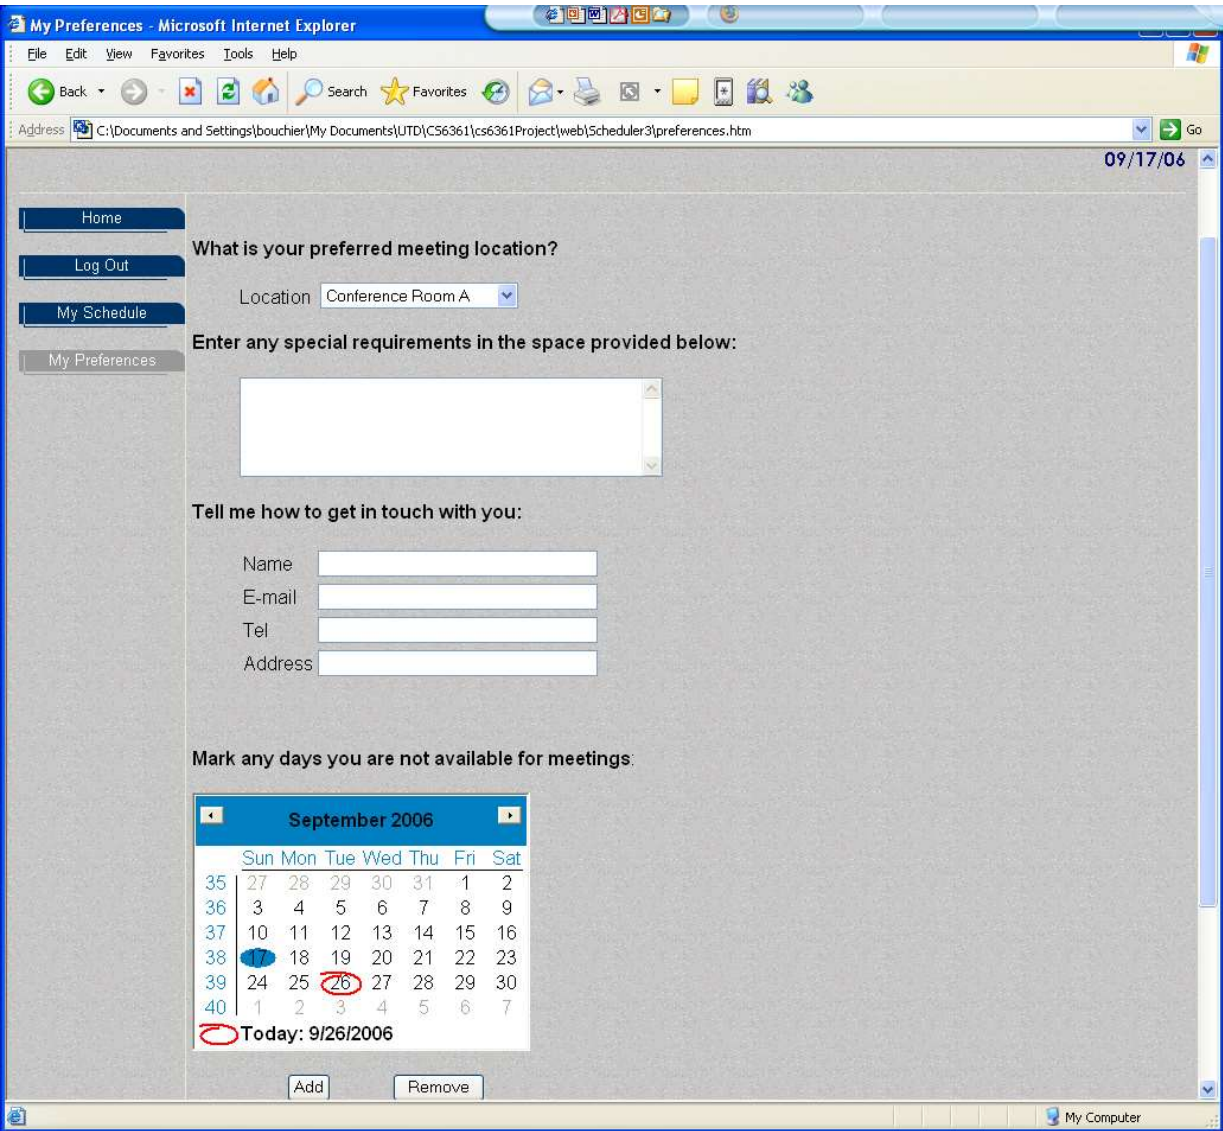 My Preferences - Microsoft Internet Explorer
File Edit View Favorites Tools Help
Back Search Favorites
Address C:\Documents and Settings\bouchier\My Documents\UTD\CS6361\cs6361Project\web\Scheduler3\preferences.htm Go
09/17/06
Home
Log Out
My Schedule
My Preferences
What is your preferred meeting location?
Location Conference Room A
Enter any special requirements in the space provided below:
Tell me how to get in touch with you:
Name
E-mail
Tel
Address
Mark any days you are not available for meetings:
September 2006
Sun Mon Tue Wed Thu Fri Sat
35 27 28 29 30 31 1 2
36 3 4 5 6 7 8 9
37 10 11 12 13 14 15 16
38 17 18 19 20 21 22 23
39 24 25 26 27 28 29 30
40 1 2 3 4 5 6 7
Today: 9/26/2006
Add Remove
My Computer